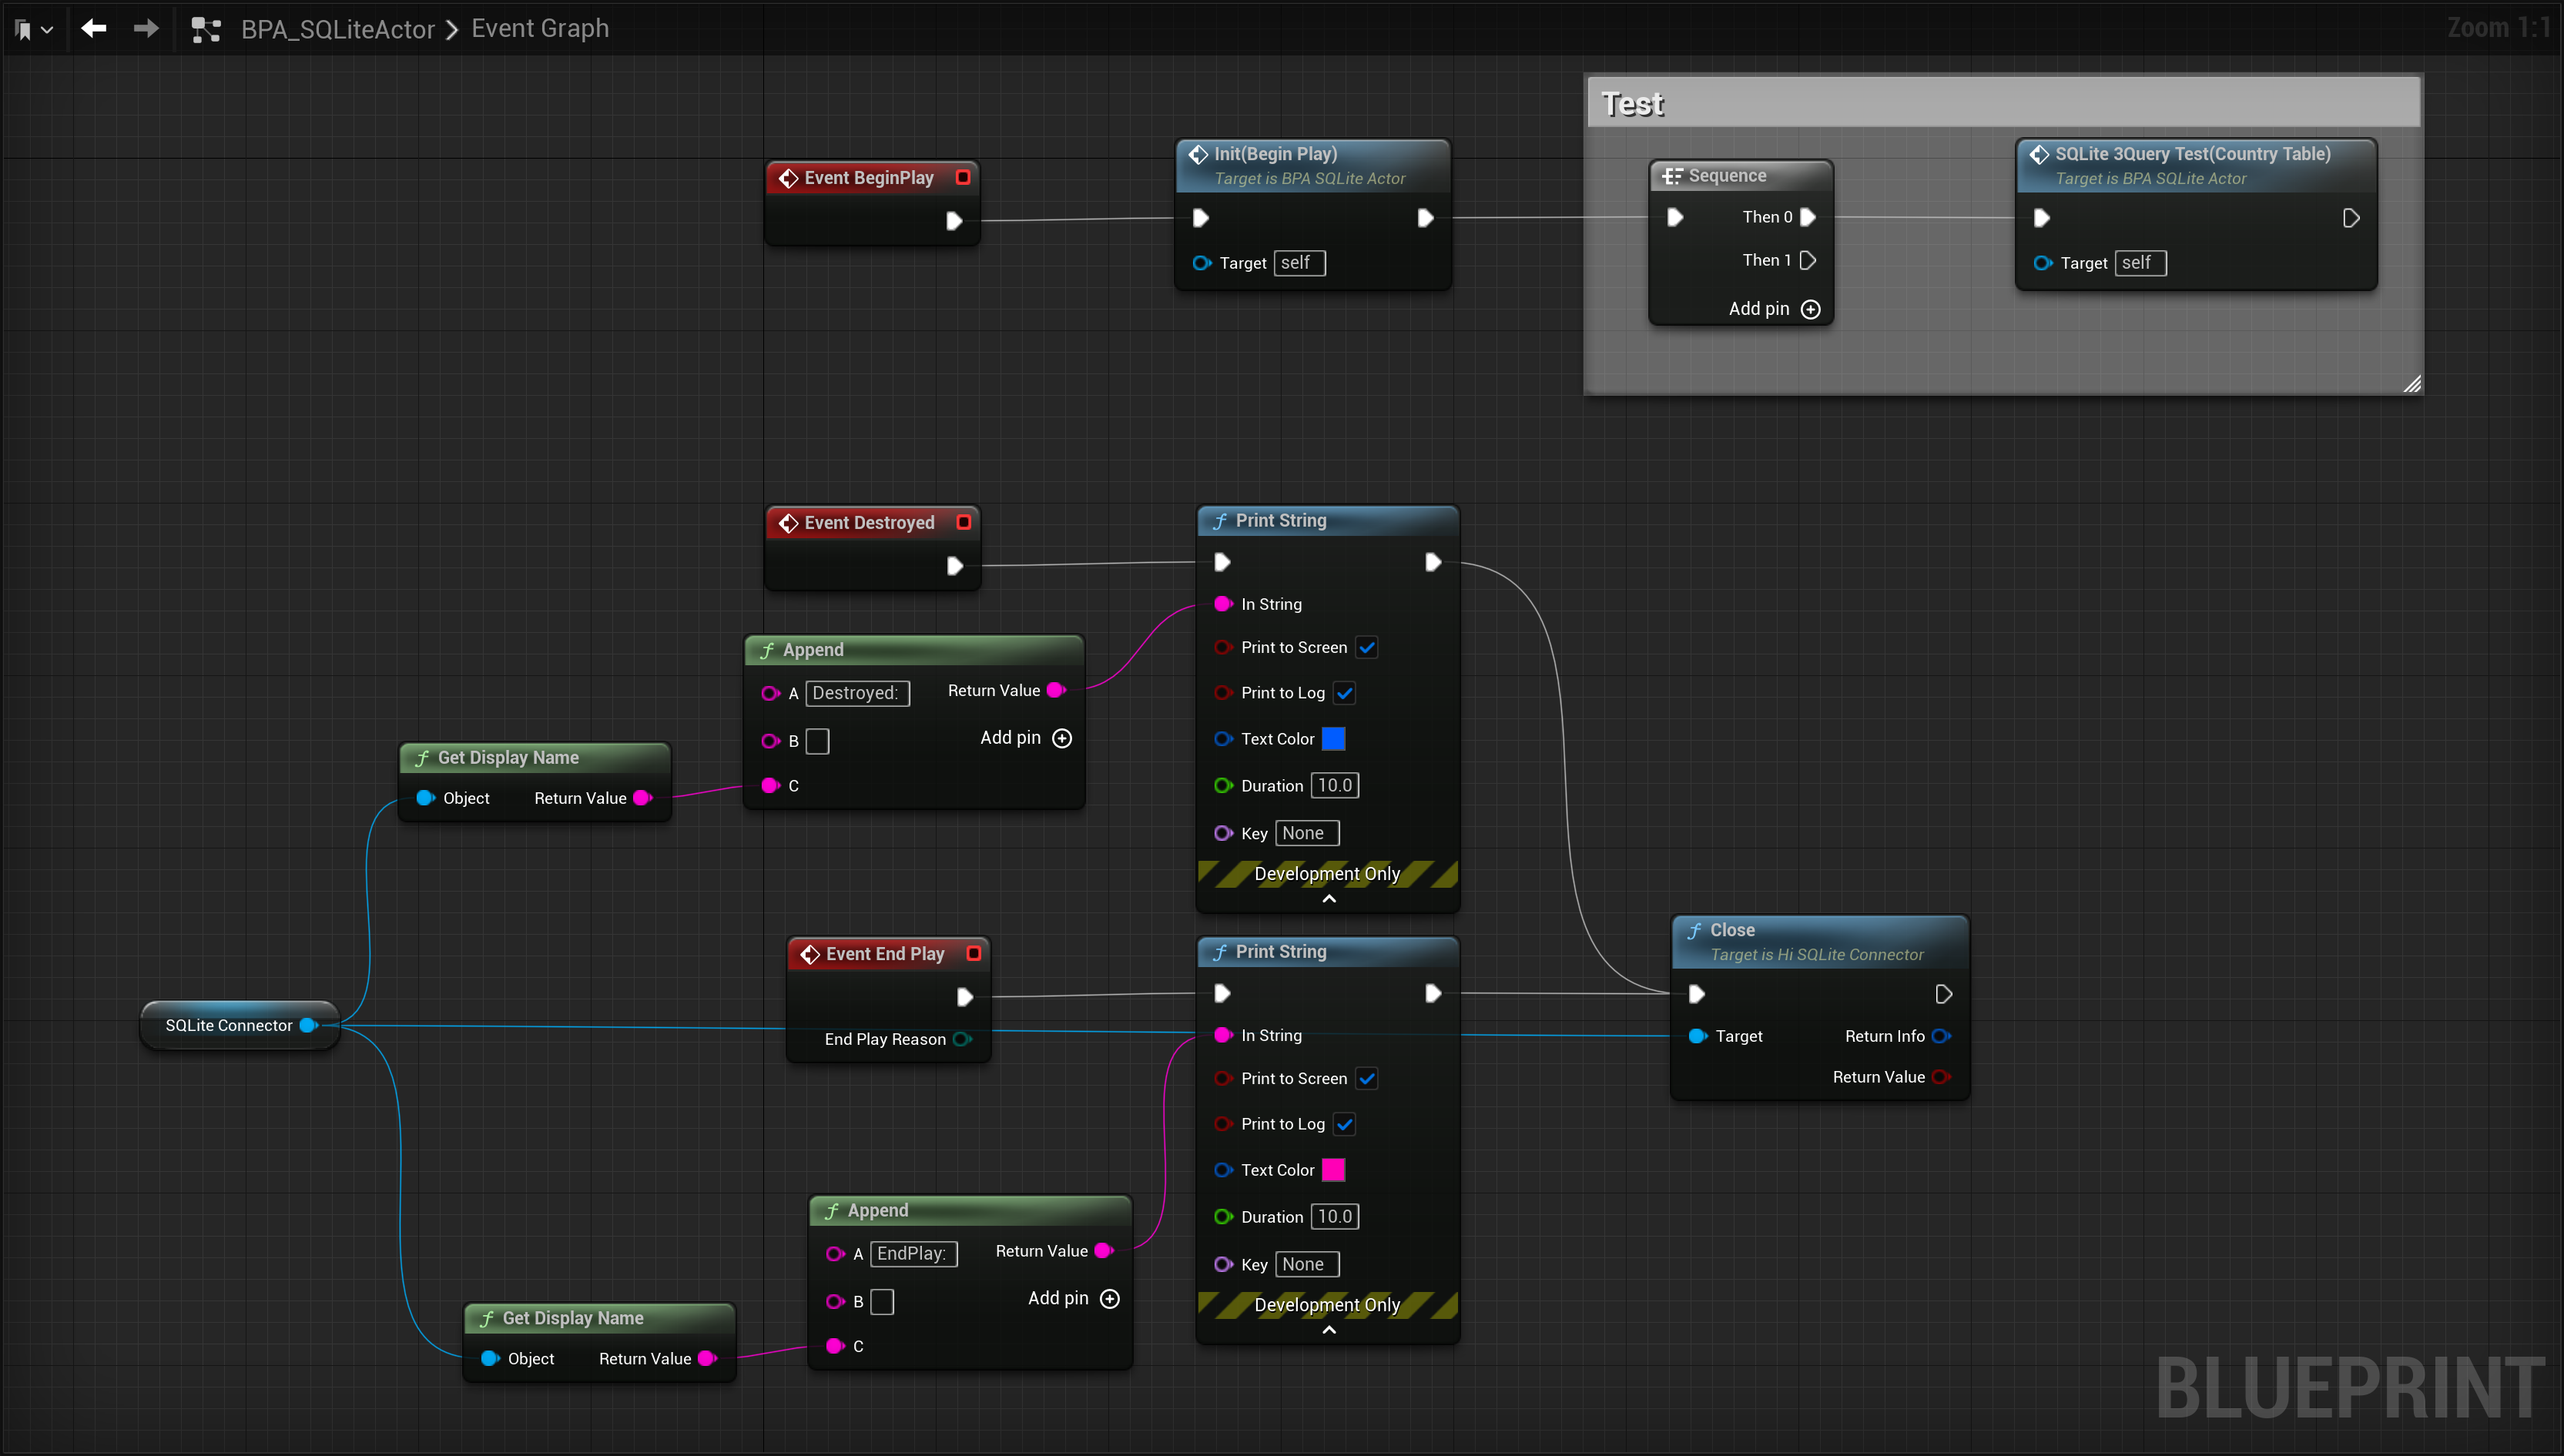 BPA_SQLiteActor > Event Graph
Zoom 1:1
Test
Event BeginPlay
Init(Begin Play)
Target is BPA SQLite Actor
Target self
Sequence
Then 0
Then 1
Add pin
SQLite 3Query Test(Country Table)
Target is BPA SQLite Actor
Target self
Event Destroyed
Print String
In String
Print to Screen
Print to Log
Text Color
Duration 10.0
Key None
Development Only
Append
A Destroyed: Return Value
B Add pin
C
Get Display Name
Object Return Value
SQLite Connector
Event End Play
End Play Reason
Print String
In String
Print to Screen
Print to Log
Text Color
Duration 10.0
Key None
Development Only
Close
Target is Hi SQLite Connector
Target Return Info
Return Value
Append
A EndPlay: Return Value
B Add pin
C
Get Display Name
Object Return Value
BLUEPRINT